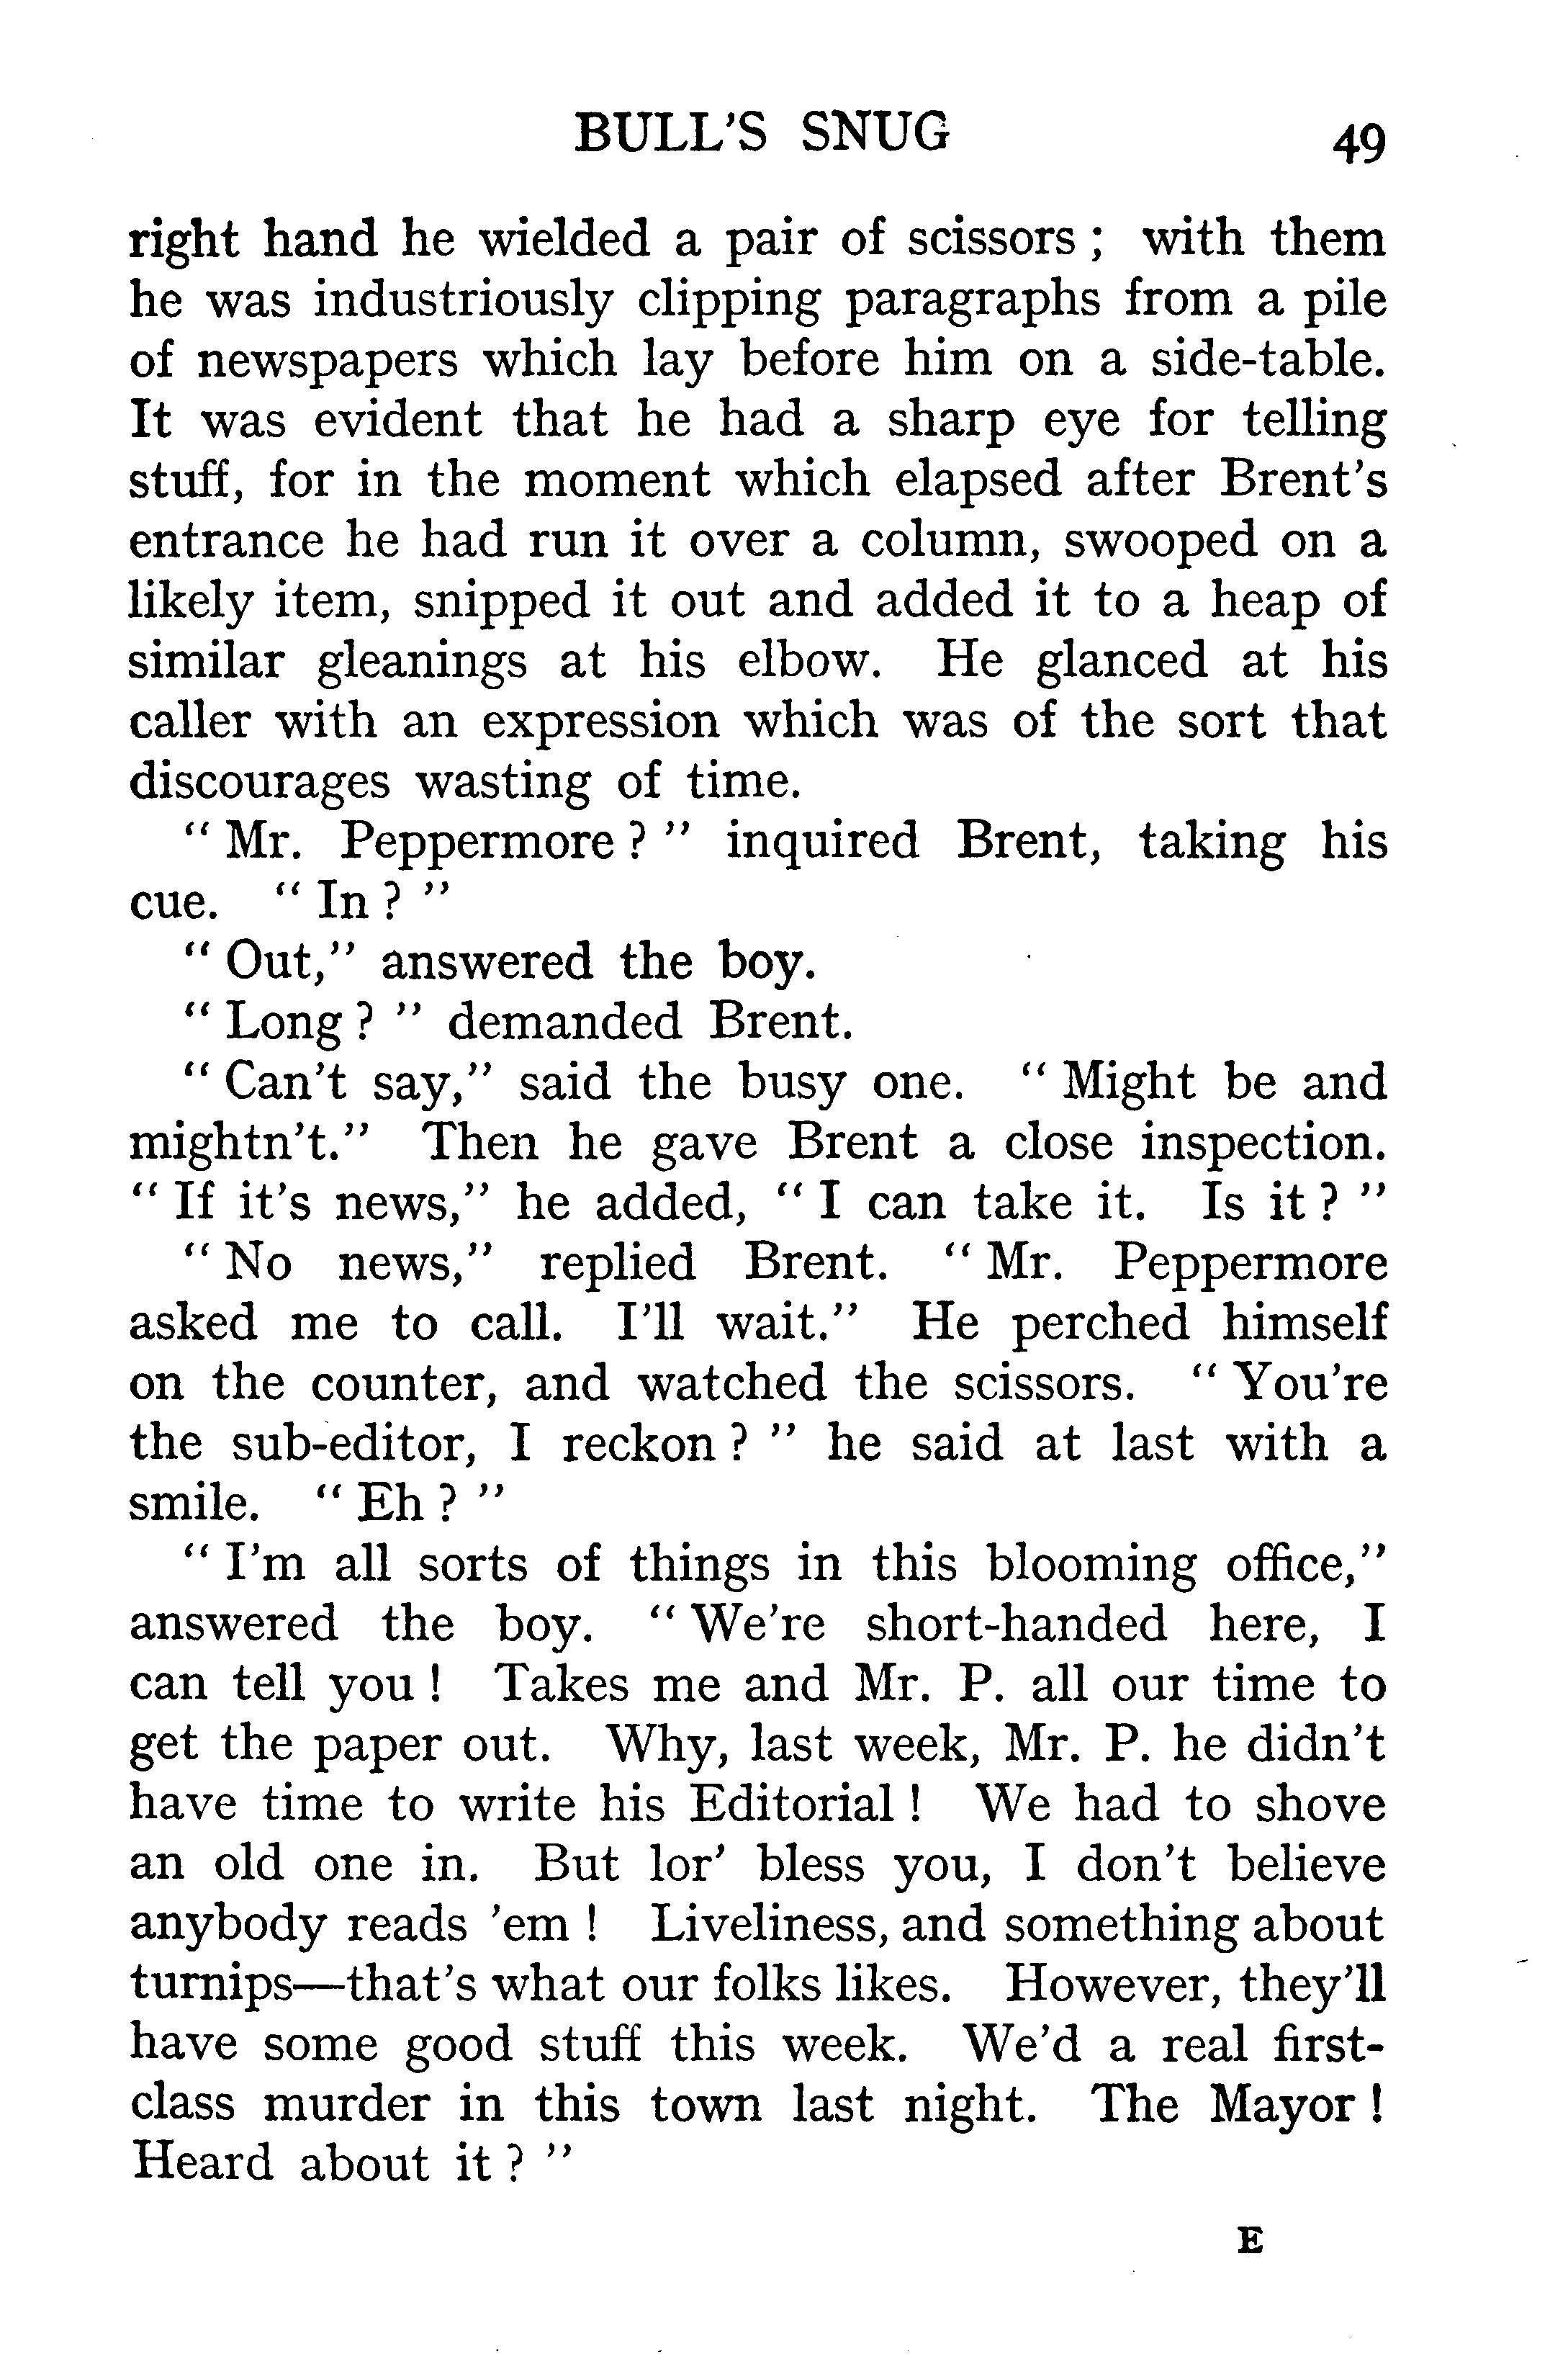 BULL'S SNUG 49
right hand he wielded a pair of scissors ; with them
he was industriously clipping paragraphs from a pile
of newspapers which lay before him on a side-table.
It was evident that he had a sharp eye for telling
stuff, for in the moment which elapsed after Brent's
entrance he had run it over a column, swooped on a
likely item, snipped it out and added it to a heap of
similar gleanings at his elbow. He glanced at his
caller with an expression which was of the sort that
discourages wasting of time.
" Mr. Peppermore ? " inquired Brent, taking his
cue. " In ? "
" Out," answered the boy.
" Long ? " demanded Brent.
" Can't say," said the busy one. " Might be and
mightn't." Then he gave Brent a close inspection.
" If it's news," he added, " I can take it. Is it ? "
" No news," replied Brent. " Mr. Peppermore
asked me to call. I'll wait." He perched himself
on the counter, and watched the scissors. " You're
the sub-editor, I reckon ? " he said at last with a
smile. " Eh ? "
" I'm all sorts of things in this blooming office,"
answered the boy. " We're short-handed here, I
can tell you ! Takes me and Mr. P. all our time to
get the paper out. Why, last week, Mr. P. he didn't
have time to write his Editorial ! We had to shove
an old one in. But lor' bless you, I don't believe
anybody reads 'em ! Liveliness, and something about
turnips—that's what our folks likes. However, they'll
have some good stuff this week. We'd a real first-
class murder in this town last night. The Mayor !
Heard about it ? "
E